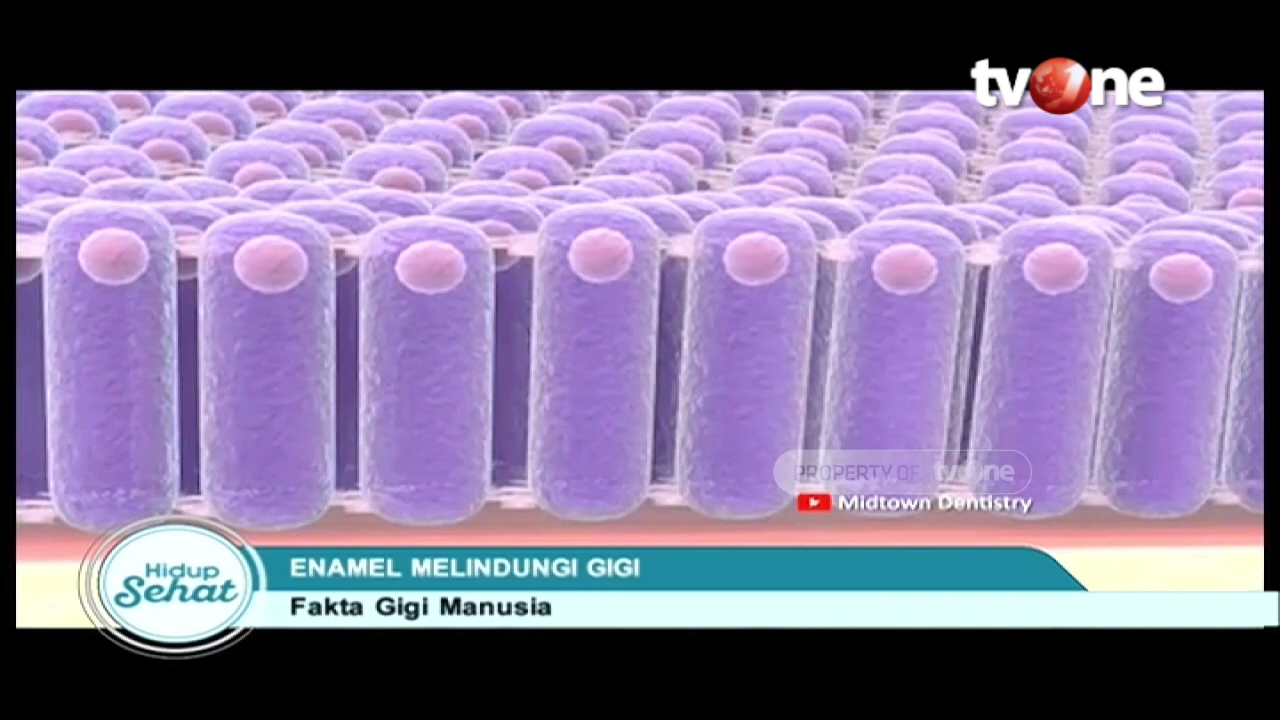 tvOne
PROPERTY OF tvOne
Midtown Dentistry
Hidup
Sehat
ENAMEL MELINDUNGI GIGI
Fakta Gigi Manusia